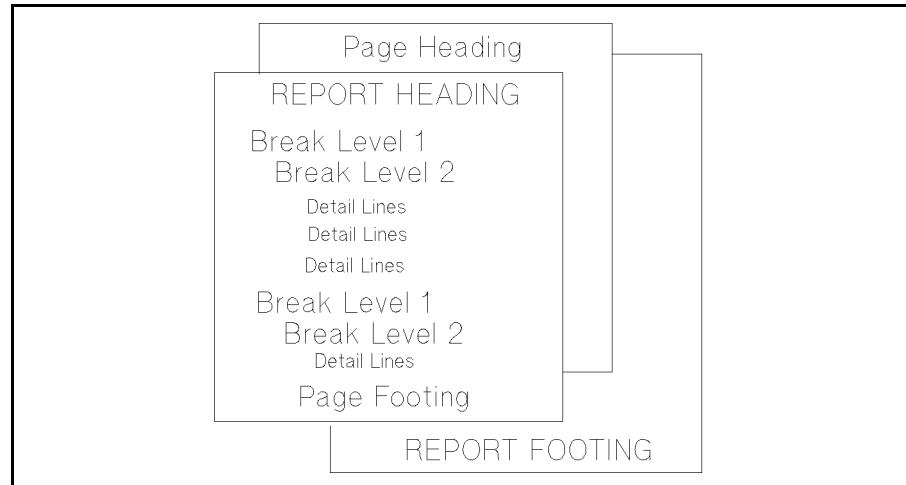 Page Heading
REPORT HEADING
Break Level 1
Break Level 2
Detail Lines
Detail Lines
Detail Lines
Break Level 1
Break Level 2
Detail Lines
Page Footing
REPORT FOOTING